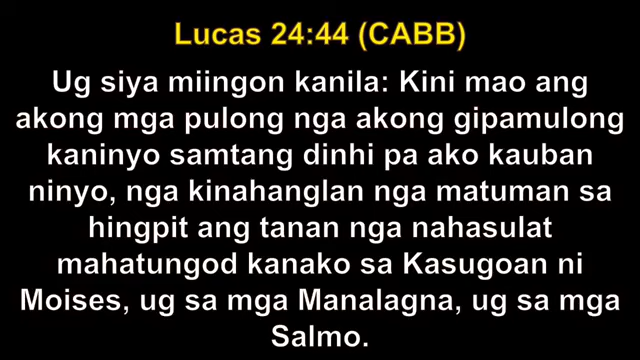 Lucas 24:44 (CABB)
Ug siya miingon kanila: Kini mao ang
akong mga pulong nga akong gipamulong
kaninyo samtang dinhi pa ako kauban
ninyo, nga kinahanglan nga matuman sa
hingpit ang tanan nga nahasulat
mahatungod kanako sa Kasugoan ni
Moises, ug sa mga Manalagna, ug sa mga
Salmo.